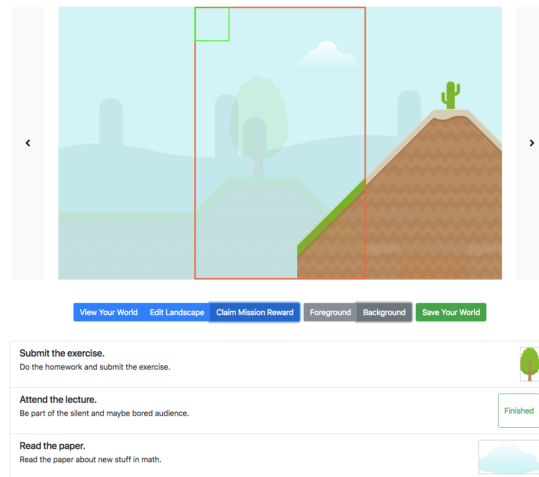 View Your World Edit Landscape Claim Mission Reward Foreground Background Save Your World
Submit the exercise.
Do the homework and submit the exercise.
Attend the lecture.
Be part of the silent and maybe bored audience.
Finished
Read the paper.
Read the paper about new stuff in math.